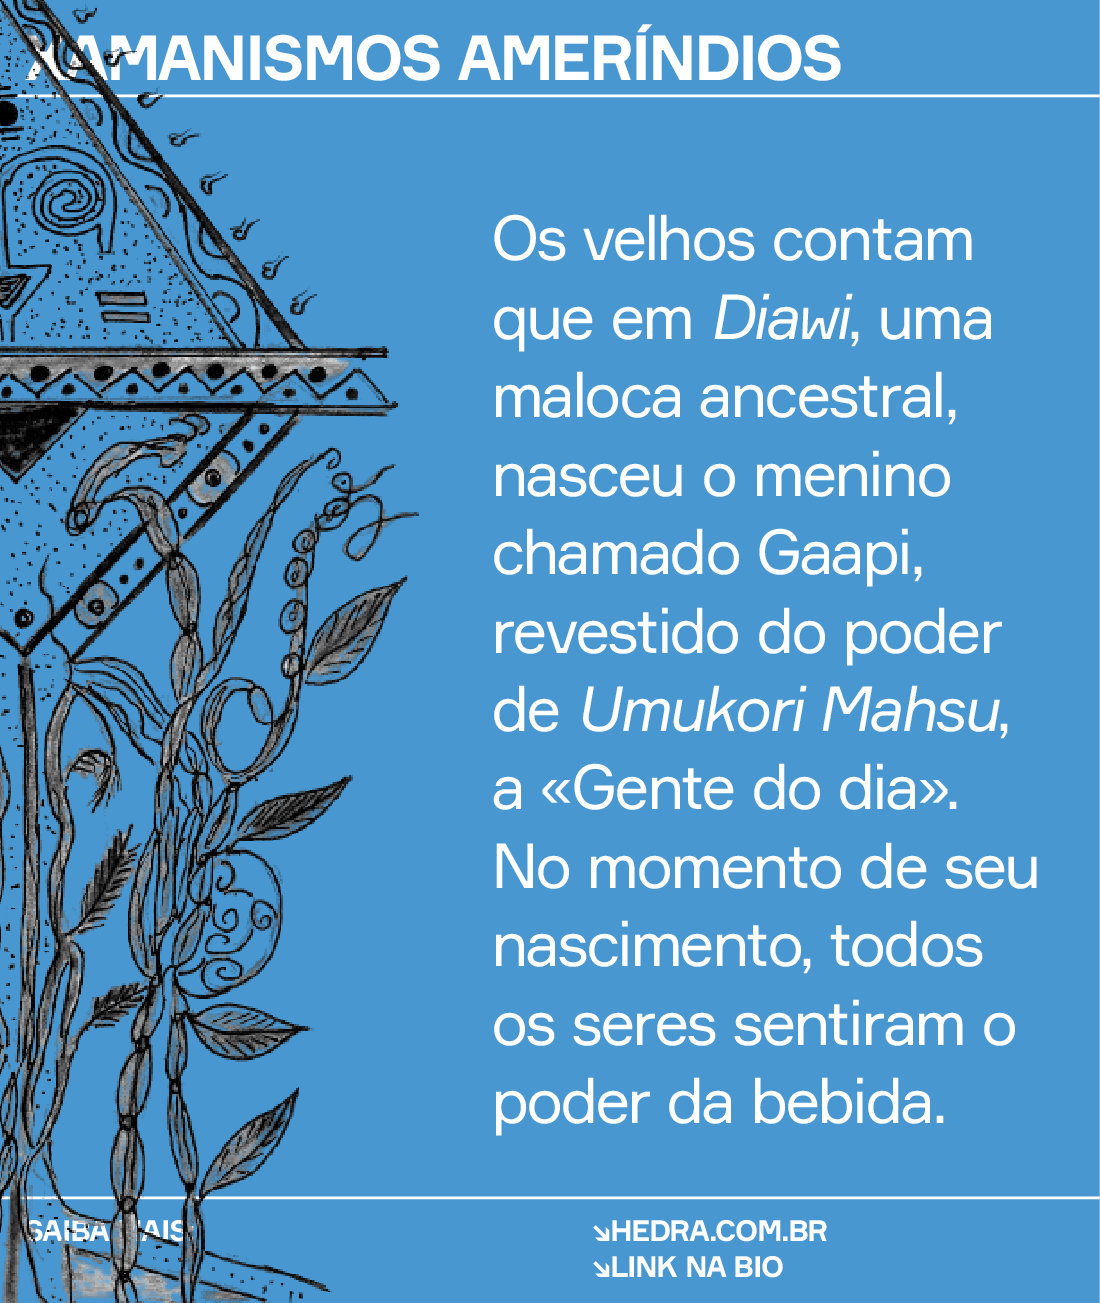 XAMANISMOS AMERÍNDIOS
Os velhos contam
que em Diawi, uma
maloca ancestral,
nasceu o menino
chamado Gaapi,
revestido do poder
de Umukori Mahsu,
a «Gente do dia».
No momento de seu
nascimento, todos
os seres sentiram o
poder da bebida.
SAIBA MAIS
↘HEDRA.COM.BR
↘LINK NA BIO